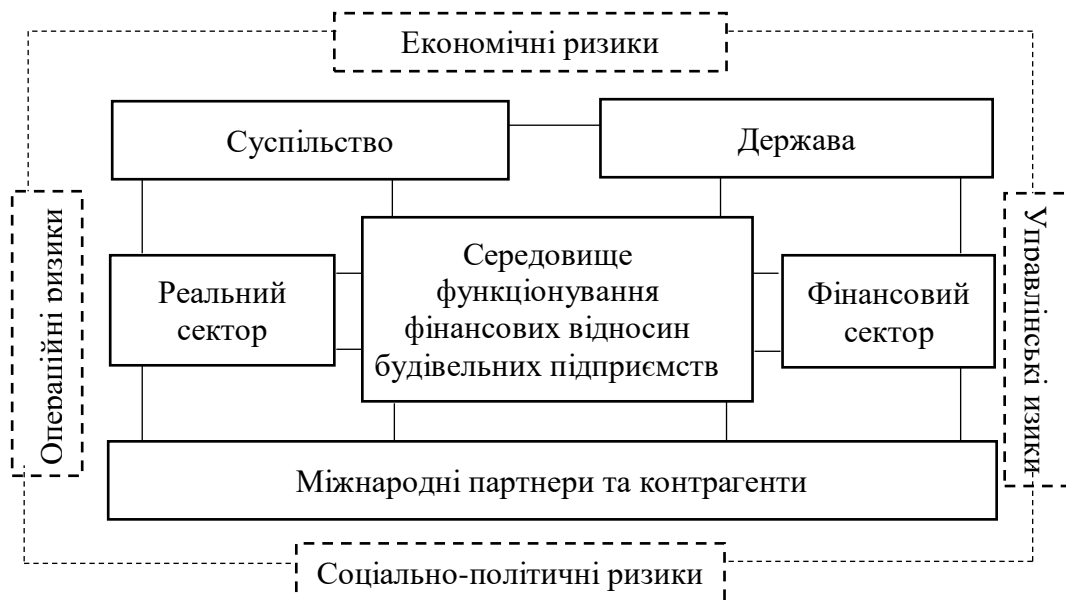 Економічні ризики
Суспільство
Держава
Операційні ризики
Реальний
сектор
Середовище
функціонування
фінансових відносин
будівельних підприємств
Фінансовий
сектор
Управлінські изики
Міжнародні партнери та контрагенти
Соціально-політичні ризики